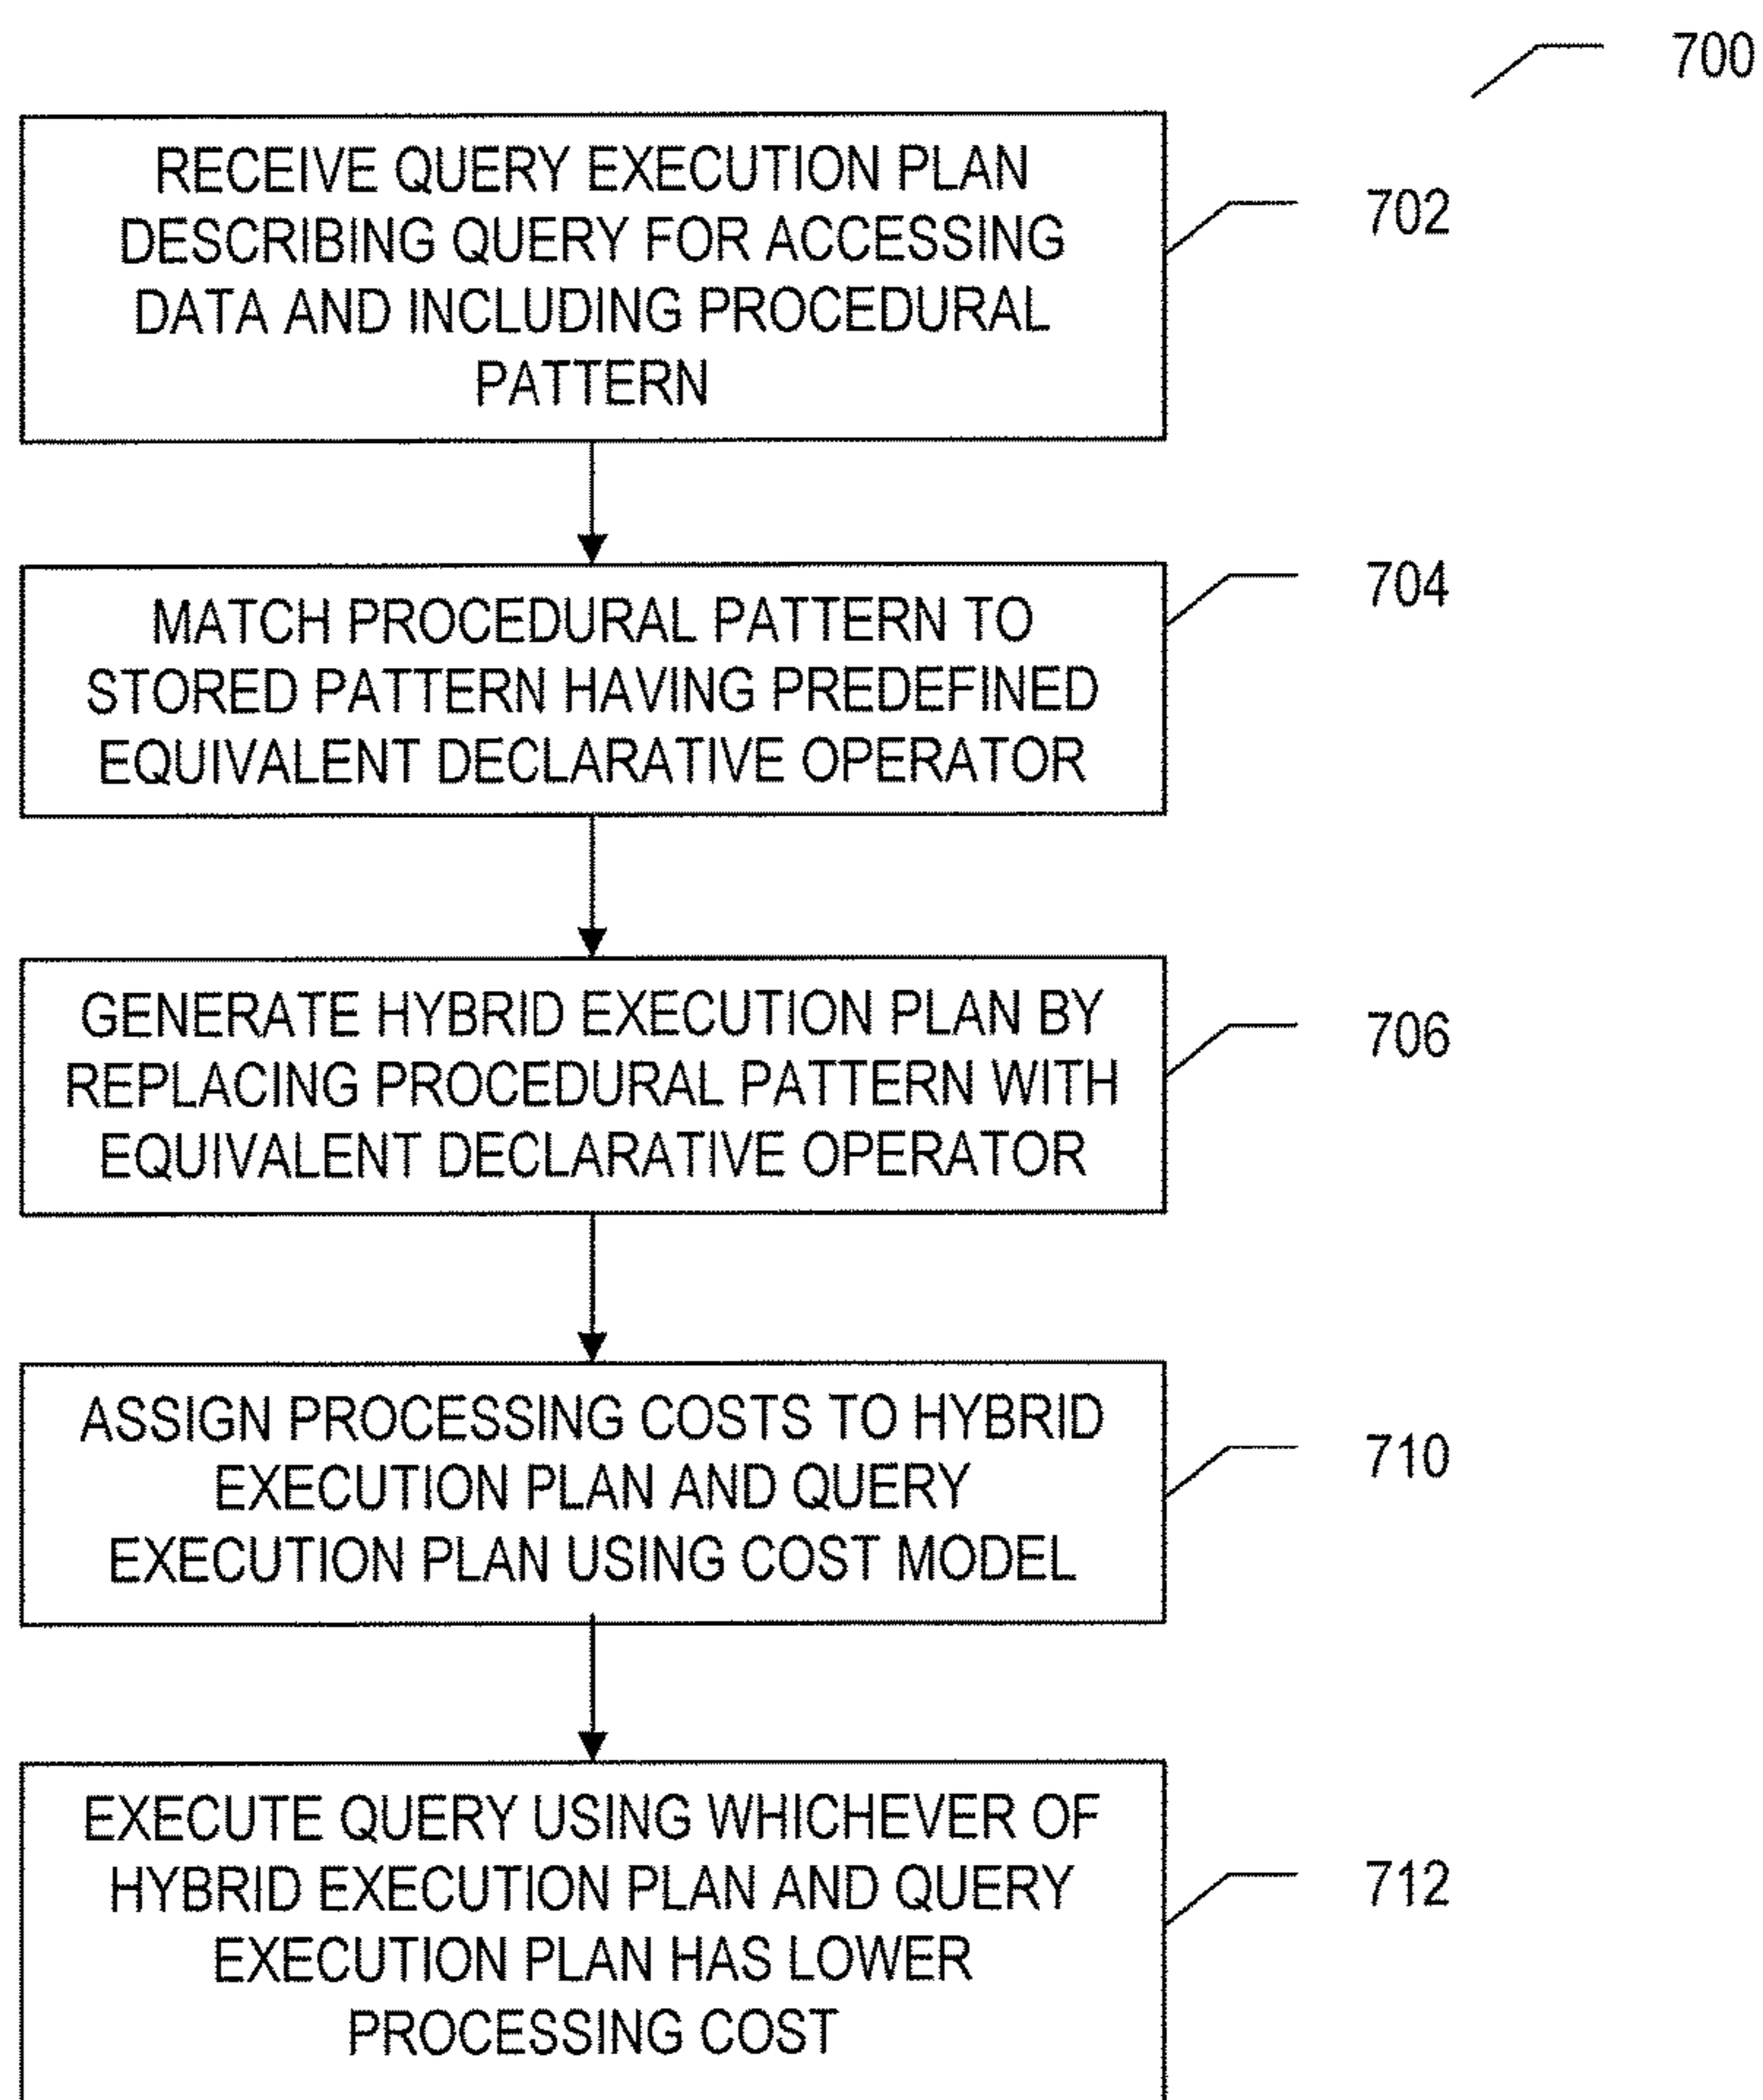 700
RECEIVE QUERY EXECUTION PLAN
DESCRIBING QUERY FOR ACCESSING
DATA AND INCLUDING PROCEDURAL
PATTERN
702
MATCH PROCEDURAL PATTERN TO
STORED PATTERN HAVING PREDEFINED
EQUIVALENT DECLARATIVE OPERATOR
704
GENERATE HYBRID EXECUTION PLAN BY
REPLACING PROCEDURAL PATTERN WITH
EQUIVALENT DECLARATIVE OPERATOR
706
ASSIGN PROCESSING COSTS TO HYBRID
EXECUTION PLAN AND QUERY
EXECUTION PLAN USING COST MODEL
710
EXECUTE QUERY USING WHICHEVER OF
HYBRID EXECUTION PLAN AND QUERY
EXECUTION PLAN HAS LOWER
PROCESSING COST
712